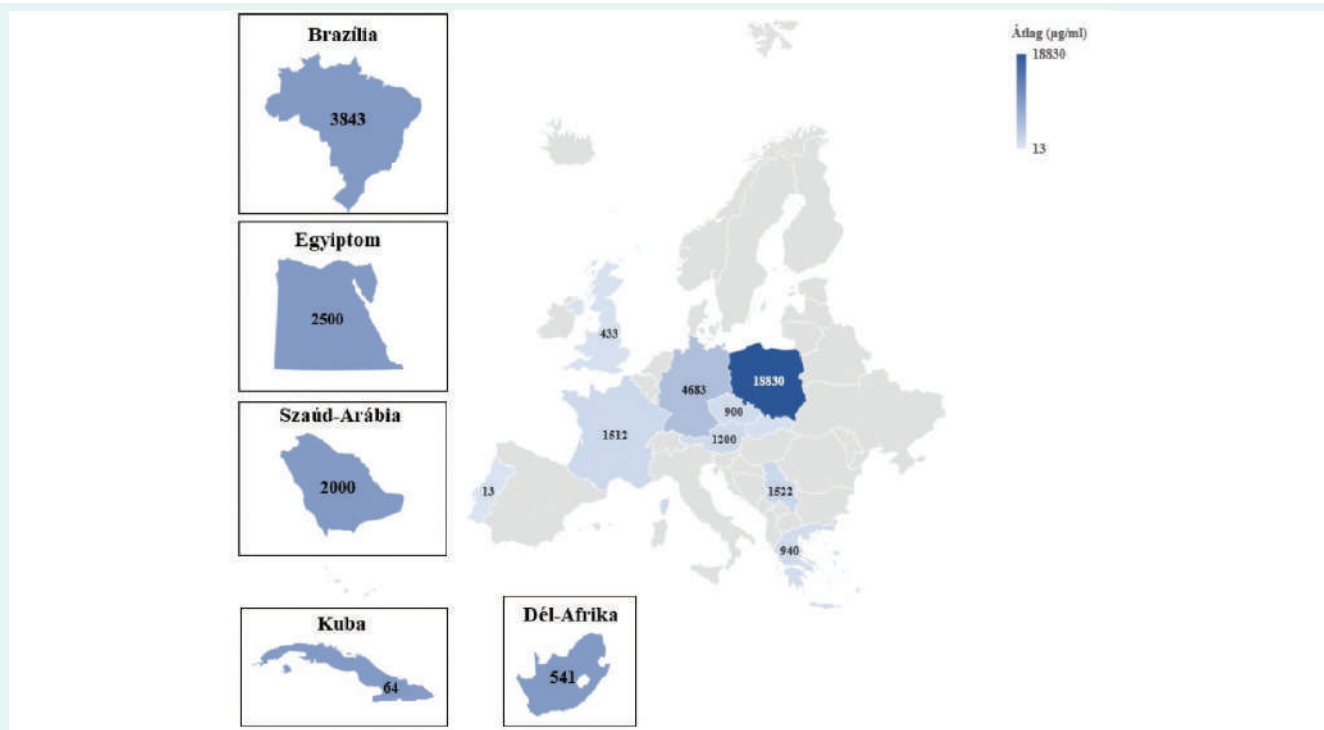 Brazília
3843
Egyiptom
2500
Szaúd-Arábia
2000
Kuba
64
Dél-Afrika
541
Átlag (µg/ml)
18830
13
433
4683
18830
900
1512
1200
13
1522
940